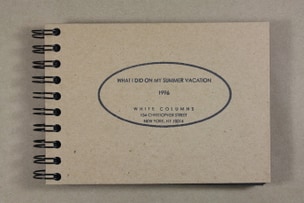 WHAT I DID ON MY SUMMER VACATION
1996
WHITE COLUMNS
154 CHRISTOPHER STREET
NEW YORK, NY 10014